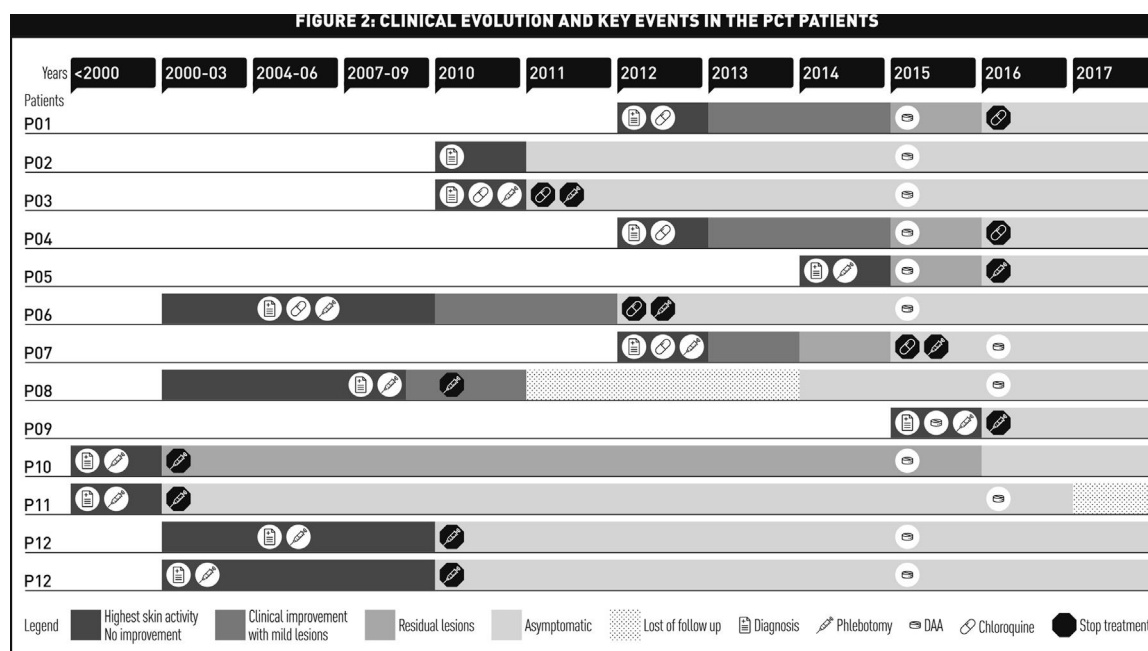 FIGURE 2: CLINICAL EVOLUTION AND KEY EVENTS IN THE PCT PATIENTS
Years <2000 2000-03 2004-06 2007-09 2010 2011 2012 2013 2014 2015 2016 2017
Patients
P01
P02
P03
P04
P05
P06
P07
P08
P09
P10
P11
P12
P12
Legend Highest skin activity Clinical improvement Residual lesions Asymptomatic Lost of follow up Diagnosis Phlebotomy DAA Chloroquine Stop treatment
No improvement with mild lesions